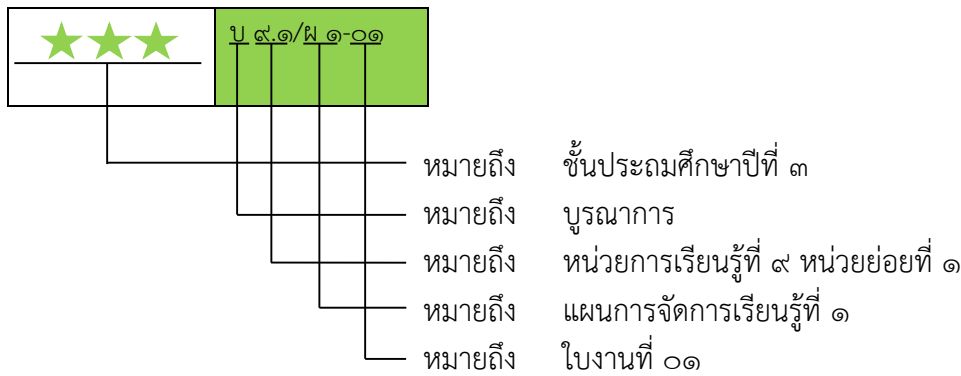 บ ๙.๑/ผ ๑-๐๑
หมายถึง ชั้นประถมศึกษาปีที่ ๓
หมายถึง บูรณาการ
หมายถึง หน่วยการเรียนรู้ที่ ๙ หน่วยย่อยที่ ๑
หมายถึง แผนการจัดการเรียนรู้ที่ ๑
หมายถึง ใบงานที่ ๐๑